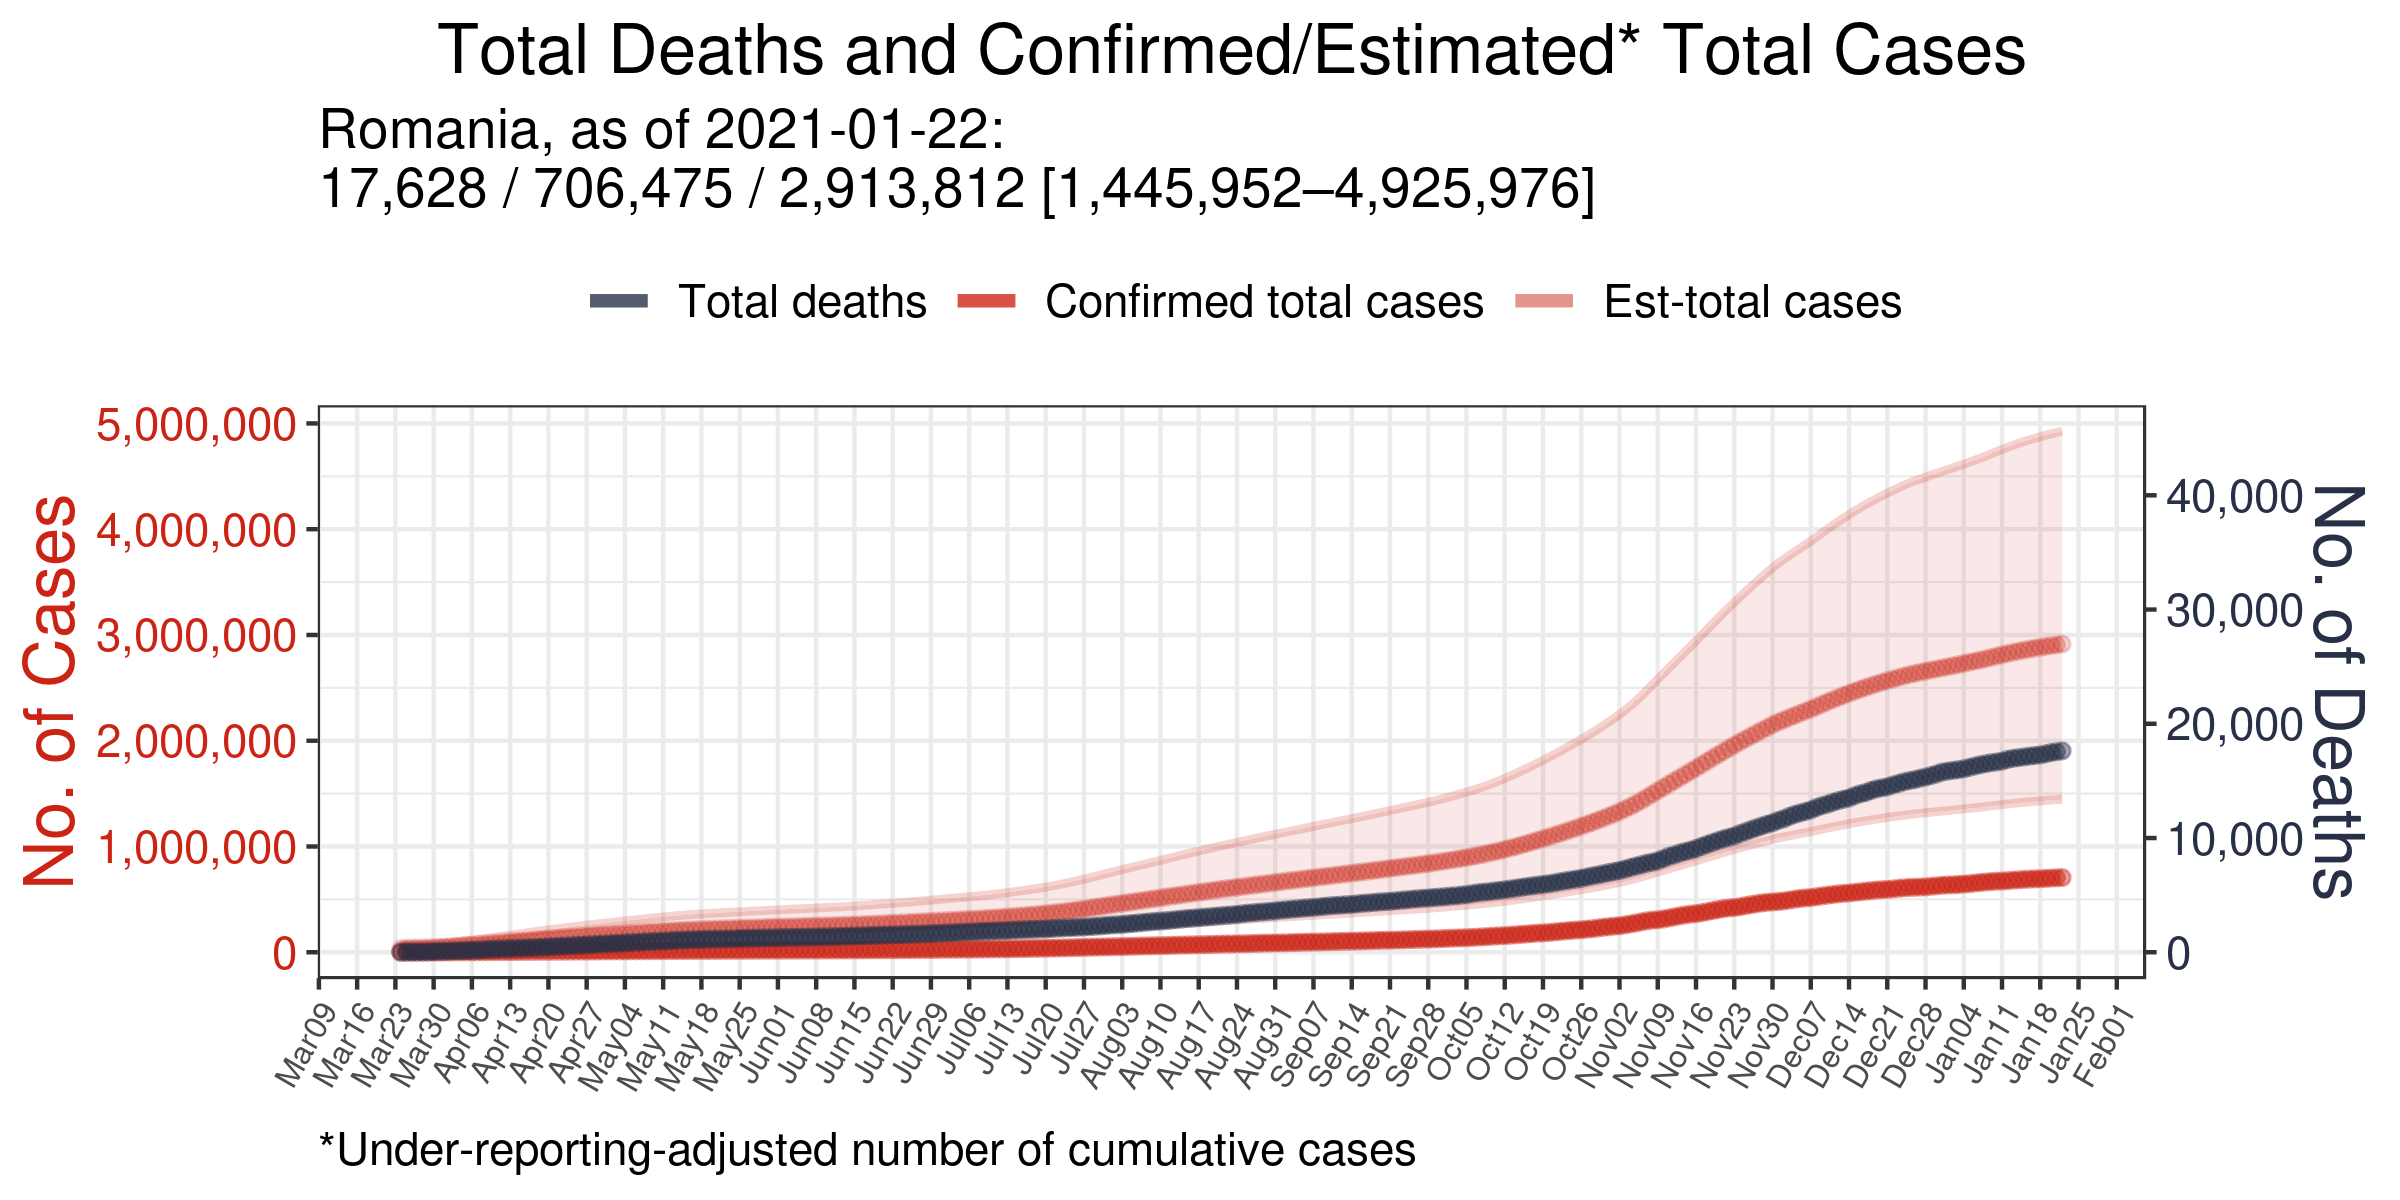 Total Deaths and Confirmed/Estimated* Total Cases
Romania, as of 2021-01-22:
17,628 / 706,475 / 2,913,812 [1,445,952–4,925,976]
Total deaths
Confirmed total cases
Est-total cases
No. of Cases
5,000,000
4,000,000
3,000,000
2,000,000
1,000,000
0
40,000
30,000
20,000
10,000
0
No. of Deaths
Mar09
Mar16
Mar23
Mar30
Apr06
Apr13
Apr20
Apr27
May04
May11
May18
May25
Jun01
Jun08
Jun15
Jun22
Jun29
Jul06
Jul13
Jul20
Jul27
Aug03
Aug10
Aug17
Aug24
Aug31
Sep07
Sep14
Sep21
Sep28
Oct05
Oct12
Oct19
Oct26
Nov02
Nov09
Nov16
Nov23
Nov30
Dec07
Dec14
Dec21
Dec28
Jan04
Jan11
Jan18
Jan25
Feb01
*Under-reporting-adjusted number of cumulative cases